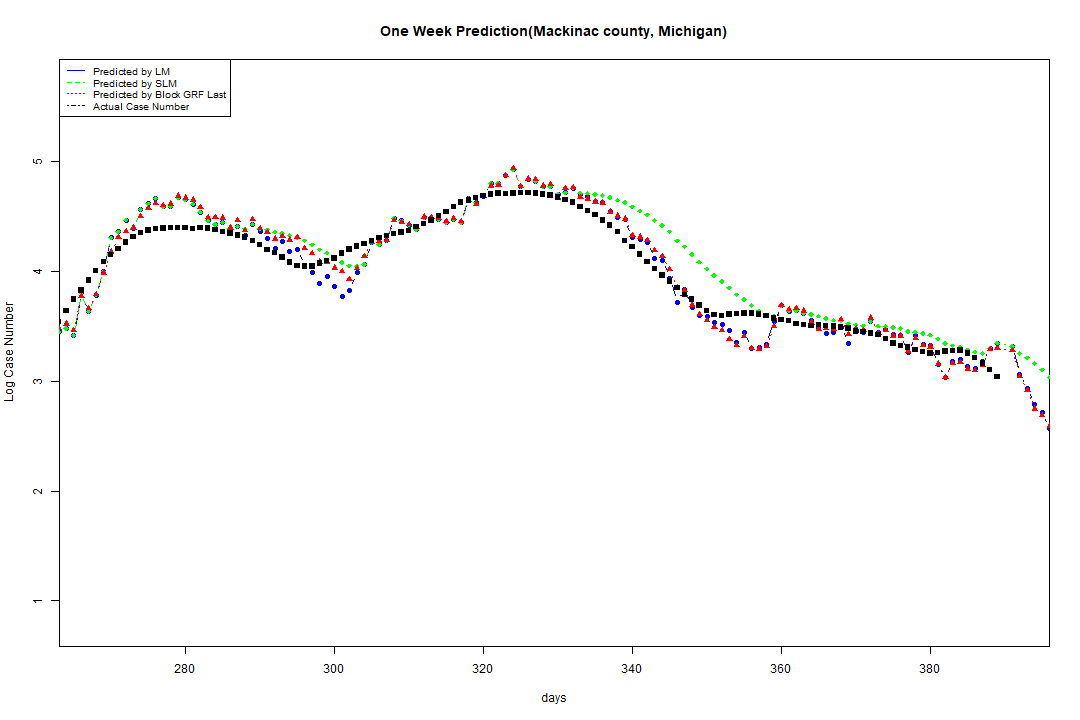 One Week Prediction(Mackinac county, Michigan)
Predicted by LM
Predicted by SLM
Predicted by Block GRF Last
Actual Case Number
5
4
3
2
1
Log Case Number
280 300 320 340 360 380
days